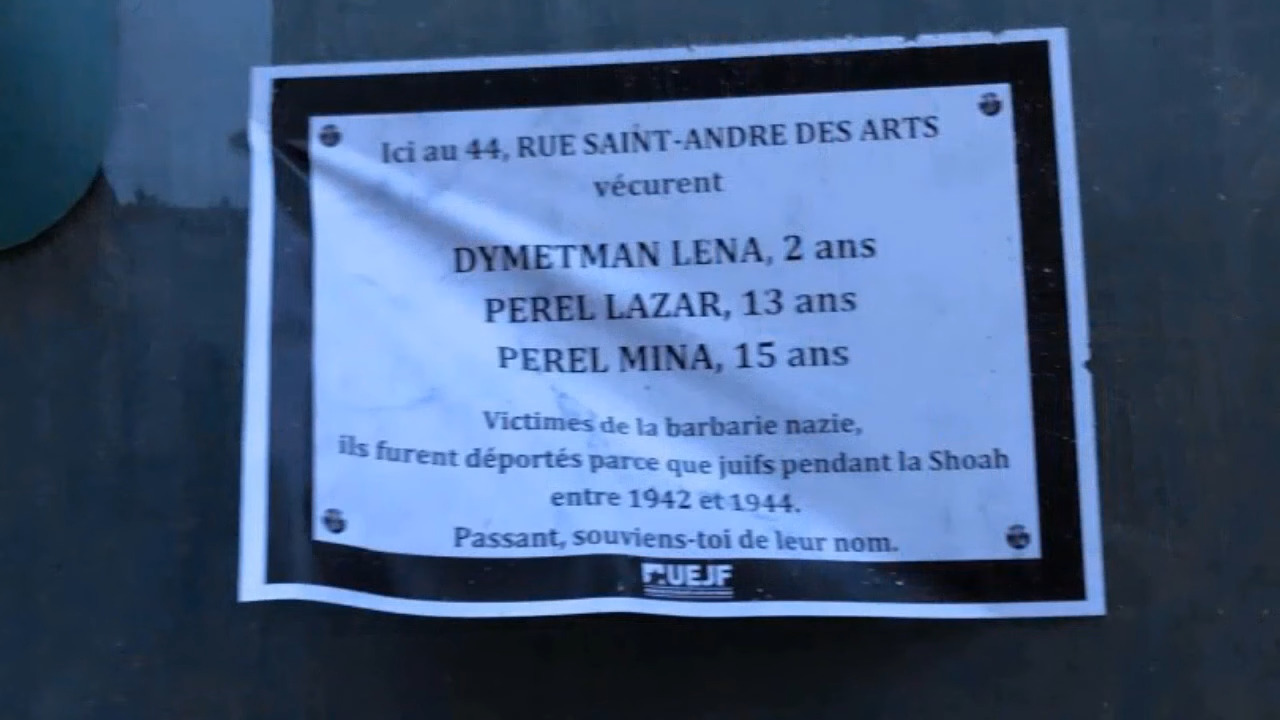 Ici au 44, RUE SAINT-ANDRE DES ARTS
vécurent
DYMETMAN LENA, 2 ans
PEREL LAZAR, 13 ans
PEREL MINA, 15 ans
Victimes de la barbarie nazie,
ils furent déportés parce que juifs pendant la Shoah
entre 1942 et 1944.
Passant, souviens-toi de leur nom.
UEJF